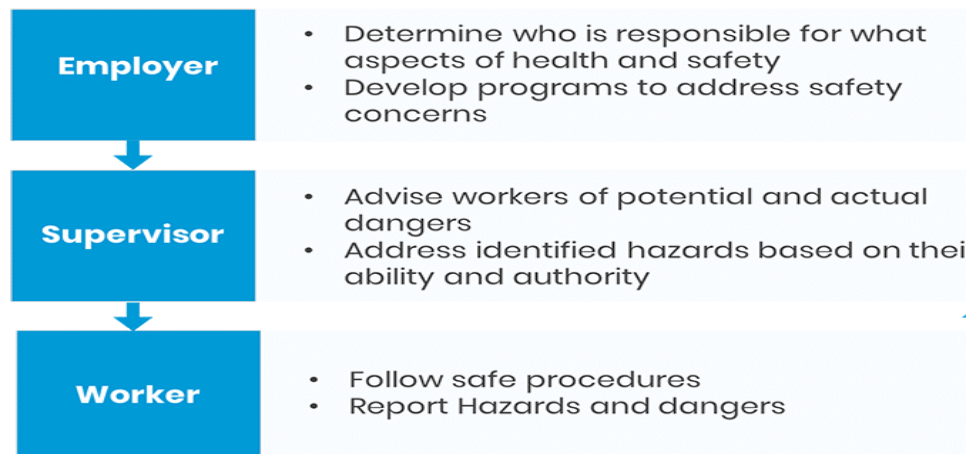 Employer
• Determine who is responsible for what
aspects of health and safety
• Develop programs to address safety
concerns
Supervisor
• Advise workers of potential and actual
dangers
• Address identified hazards based on thei
ability and authority
Worker
• Follow safe procedures
• Report Hazards and dangers